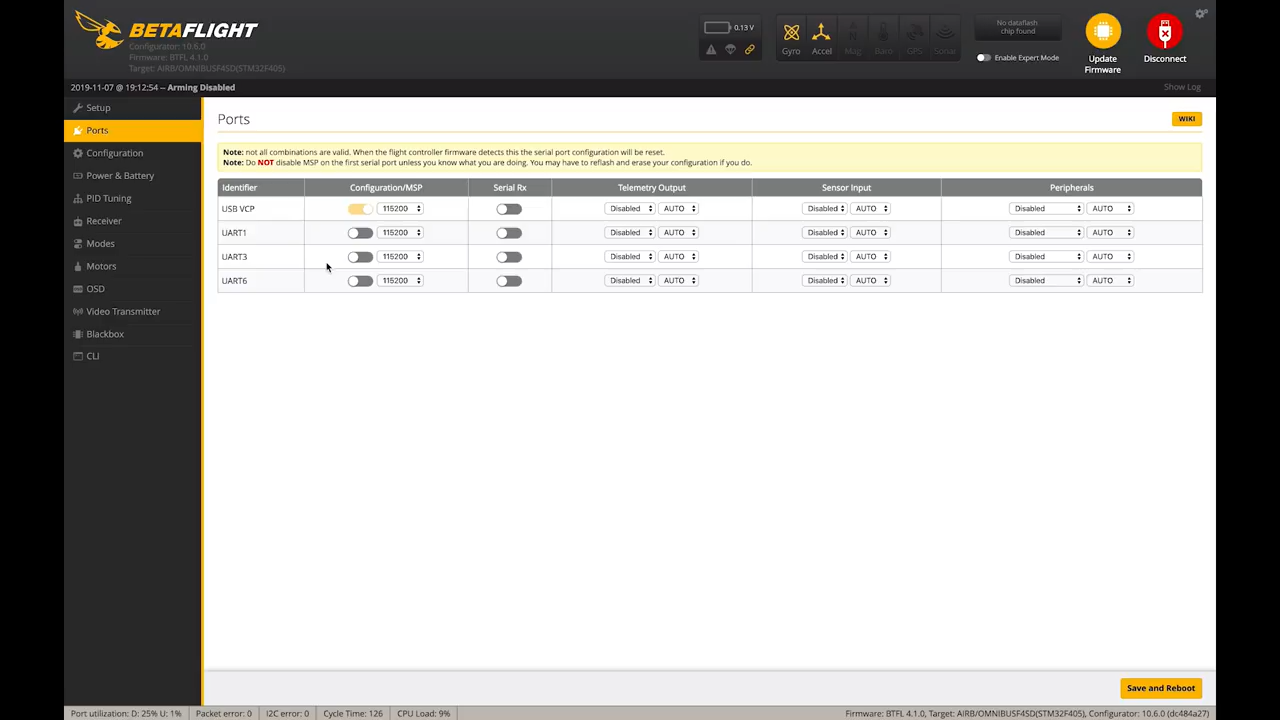 BETAFLIGHT
Configurator: 10.6.0
Firmware: BTFL 4.1.0
Target: AIRB/OMNIBUSF4SD(STM32F405)
0.13 V
Gyro Accel Mag Baro GPS Sonar
No dataflash
chip found
Enable Expert Mode
Update
Firmware
Disconnect
2019-11-07 @ 19:12:54 -- Arming Disabled
Show Log
Setup
Ports
Configuration
Power & Battery
PID Tuning
Receiver
Modes
Motors
OSD
Video Transmitter
Blackbox
CLI
Ports
WIKI
Note: not all combinations are valid. When the flight controller firmware detects this the serial port configuration will be reset.
Note: Do NOT disable MSP on the first serial port unless you know what you are doing. You may have to reflash and erase your configuration if you do.
Identifier Configuration/MSP Serial Rx Telemetry Output Sensor Input Peripherals
USB VCP 115200 Disabled AUTO Disabled AUTO Disabled AUTO
UART1 115200 Disabled AUTO Disabled AUTO Disabled AUTO
UART3 115200 Disabled AUTO Disabled AUTO Disabled AUTO
UART6 115200 Disabled AUTO Disabled AUTO Disabled AUTO
Save and Reboot
Port utilization: D: 25% U: 1% Packet error: 0 I2C error: 0 Cycle Time: 126 CPU Load: 9% Firmware: BTFL 4.1.0, Target: AIRB/OMNIBUSF4SD(STM32F405), Configurator: 10.6.0 (dc484a27)